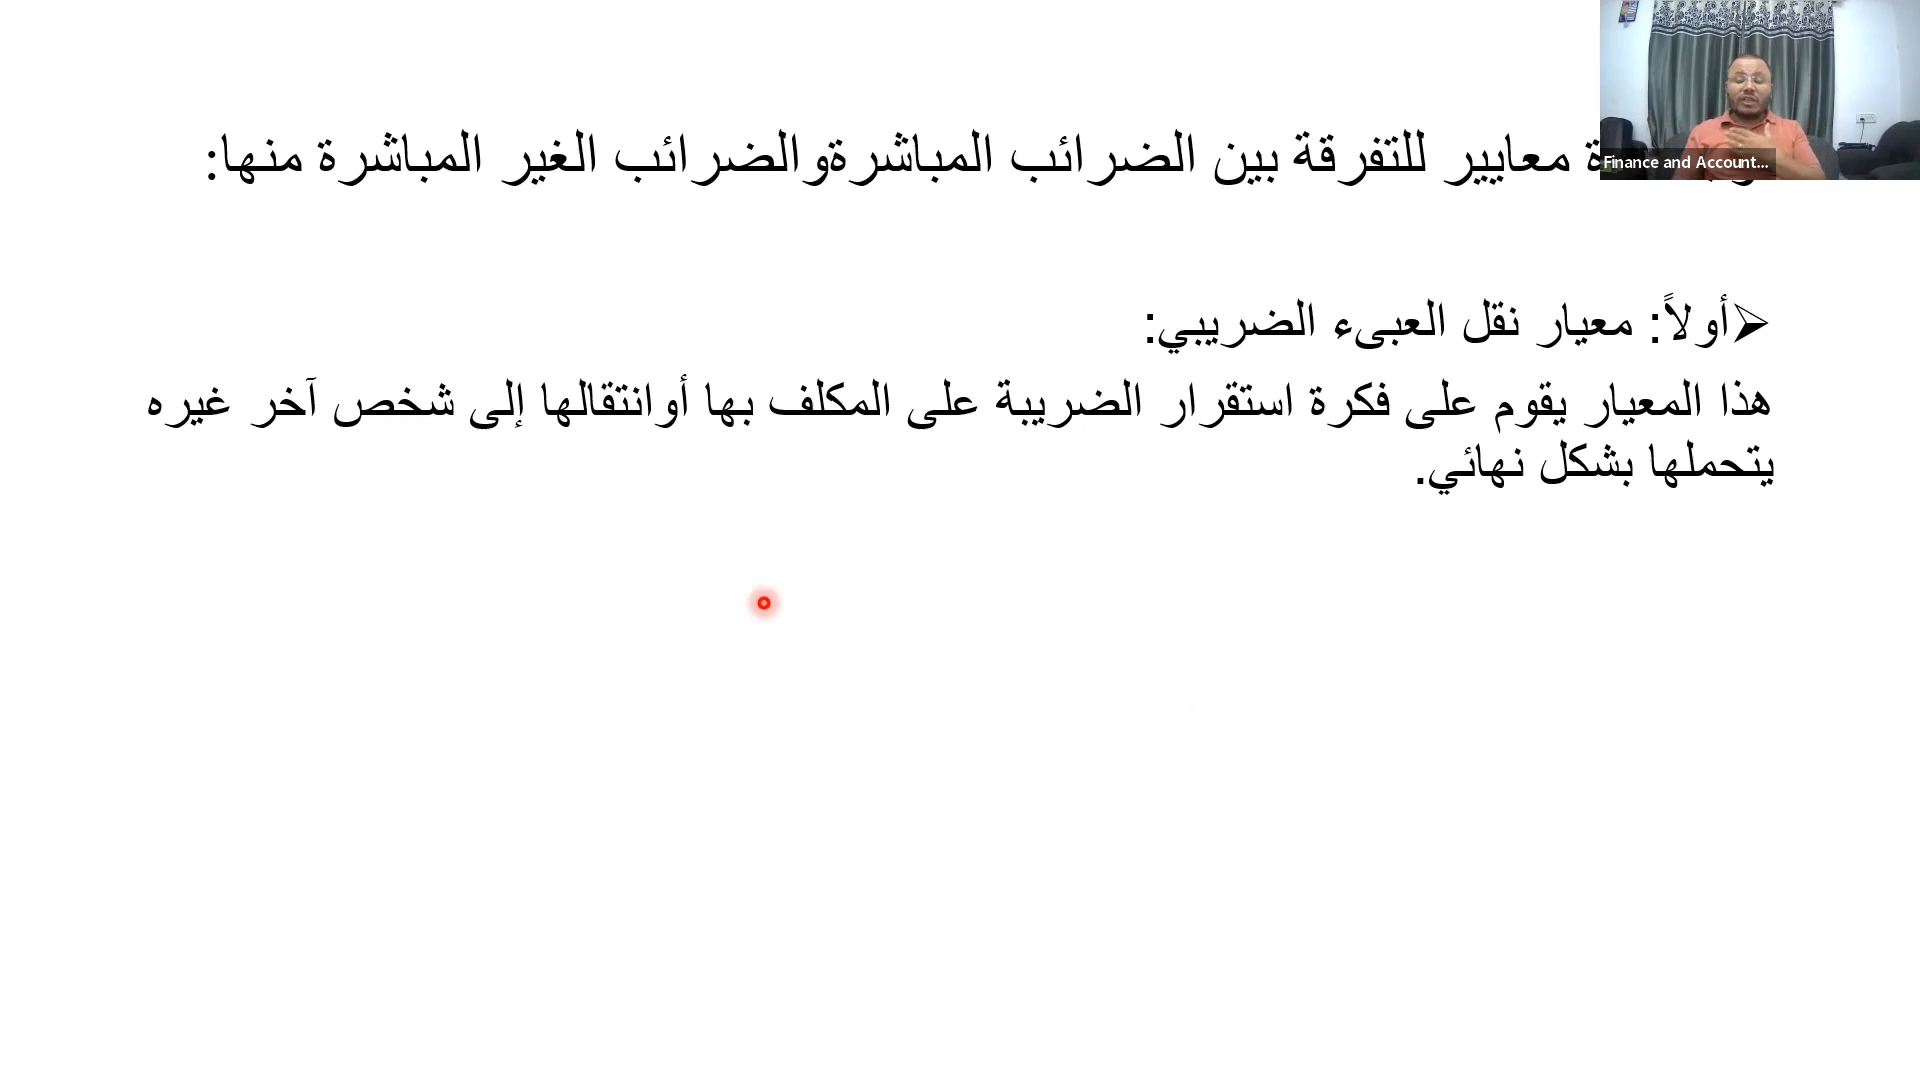 معايير للتفرقة بين الضرائب المباشرةوالضرائب الغير المباشرة منها:
Finance and Account...
➢أولاً: معيار نقل العبىء الضريبي:
هذا المعيار يقوم على فكرة استقرار الضريبة على المكلف بها أوانتقالها إلى شخص آخر غيره
يتحملها بشكل نهائي.